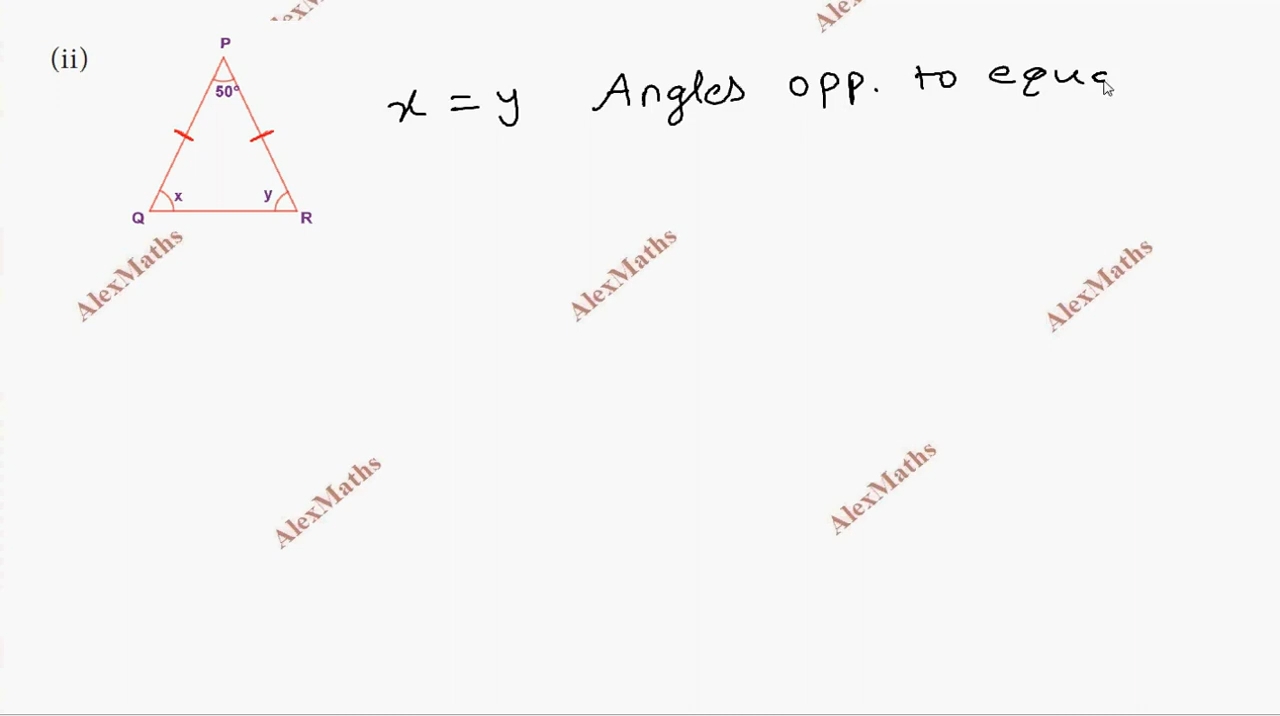 (ii)
P
50°
x
y
Q
R
x = y Angles opp. to equa
AlexMaths
AlexMaths
AlexMaths
AlexMaths
AlexMaths